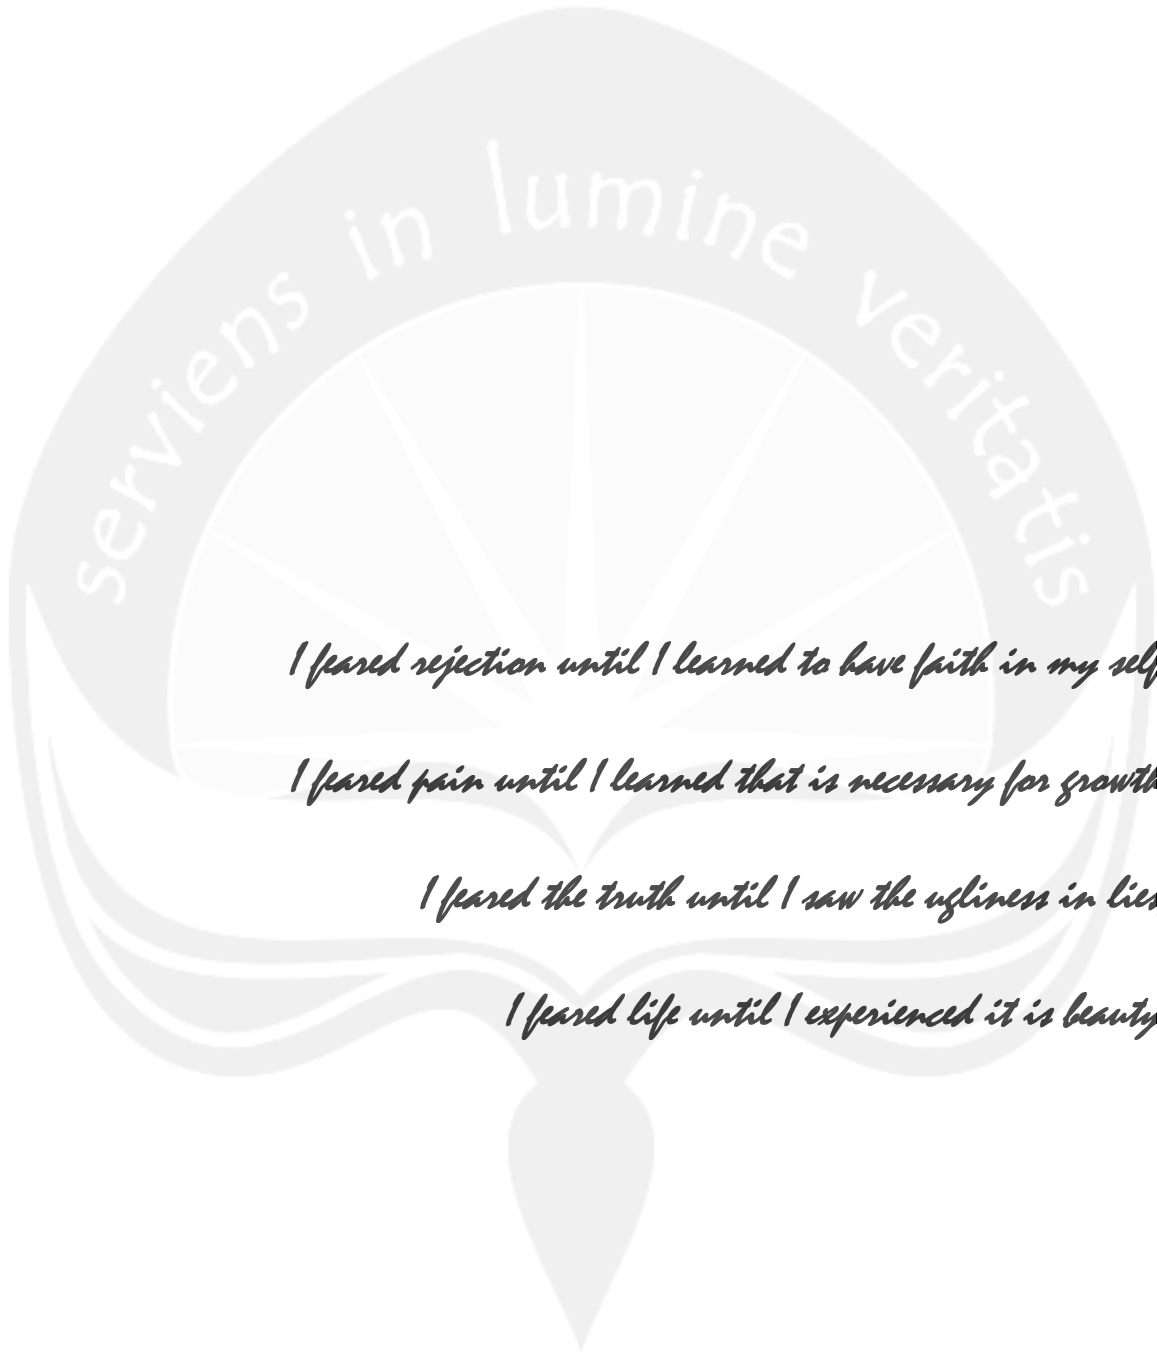 serviens in lumine veritatis
I feared rejection until I learned to have faith in my self
I feared pain until I learned that is necessary for growth
I feared the truth until I saw the ugliness in lies
I feared life until I experienced it is beauty